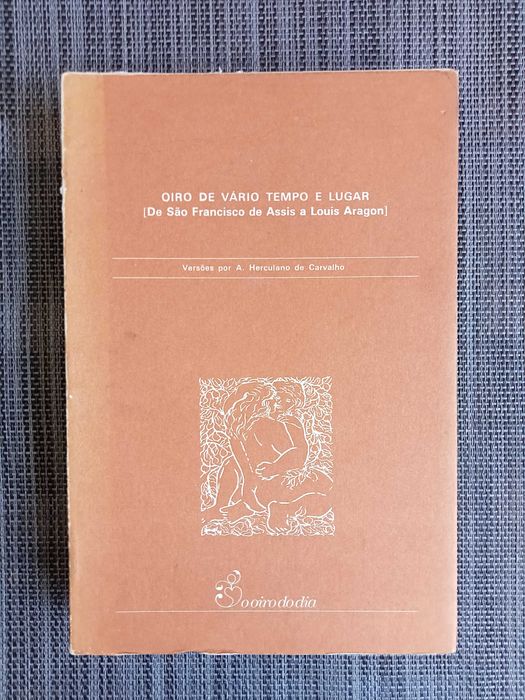 OIRO DE VÁRIO TEMPO E LUGAR
[De São Francisco de Assis a Louis Aragon]
Versões por A. Herculano de Carvalho
o oiro do dia